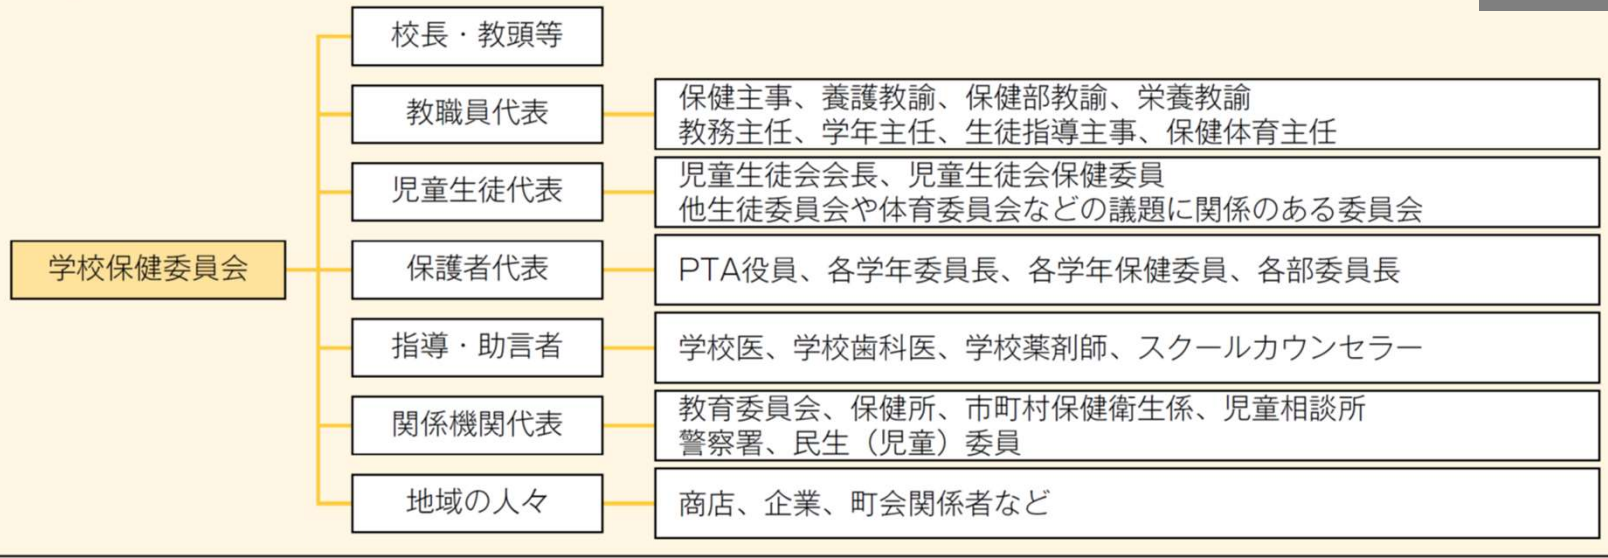 校長・教頭等
教職員代表
保健主事、養護教諭、保健部教諭、栄養教諭
教務主任、学年主任、生徒指導主事、保健体育主任
児童生徒代表
児童生徒会会長、児童生徒会保健委員
他生徒委員会や体育委員会などの議題に関係のある委員会
学校保健委員会
保護者代表
PTA役員、各学年委員長、各学年保健委員、各部委員長
指導・助言者
学校医、学校歯科医、学校薬剤師、スクールカウンセラー
関係機関代表
教育委員会、保健所、市町村保健衛生係、児童相談所
警察署、民生（児童）委員
地域の人々
商店、企業、町会関係者など